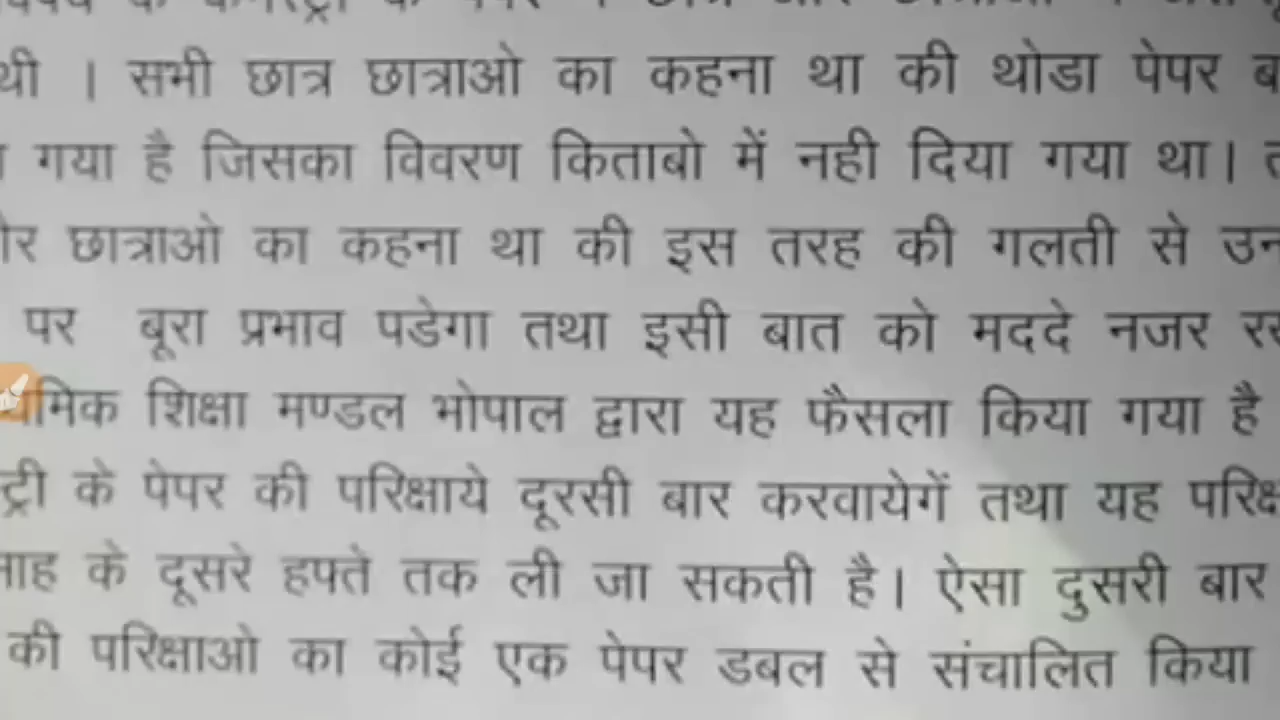 थी । सभी छात्र छात्राओ का कहना था की थोडा पेपर
गया है जिसका विवरण किताबो में नही दिया गया था।
छात्राओ का कहना था की इस तरह की गलती से
पर बूरा प्रभाव पडेगा तथा इसी बात को मददे नजर
शिक्षा मण्डल भोपाल द्वारा यह फैसला किया गया है
के पेपर की परिक्षाये दूरसी बार करवायेगें तथा यह
के दूसरे हफ्ते तक ली जा सकती है। ऐसा दुसरी बार
की परिक्षाओ का कोई एक पेपर डबल से संचालित किया